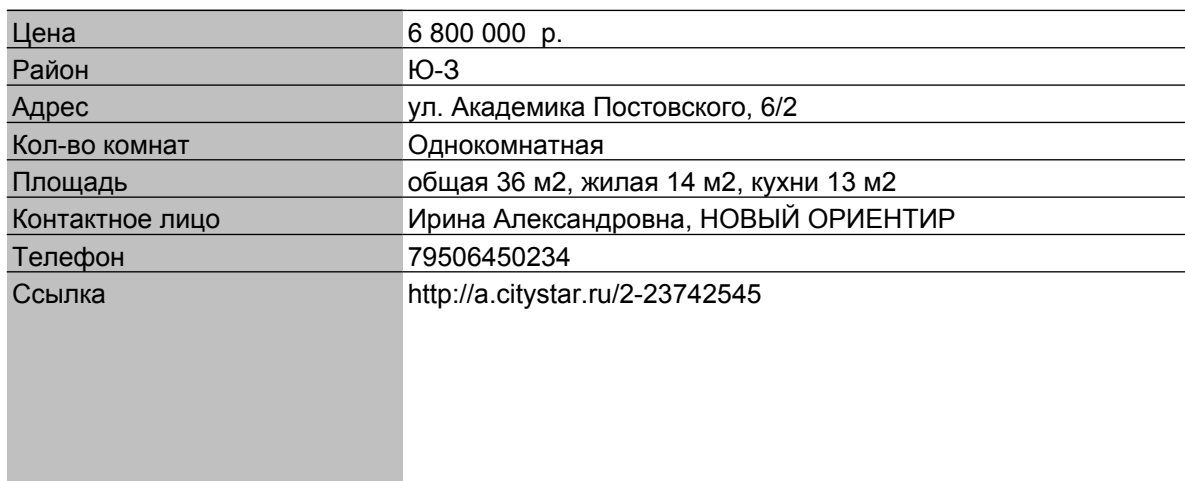 Цена 6 800 000 р.
Район Ю-З
Адрес ул. Академика Постовского, 6/2
Кол-во комнат Однокомнатная
Площадь общая 36 м2, жилая 14 м2, кухни 13 м2
Контактное лицо Ирина Александровна, НОВЫЙ ОРИЕНТИР
Телефон 79506450234
Ссылка http://a.citystar.ru/2-23742545